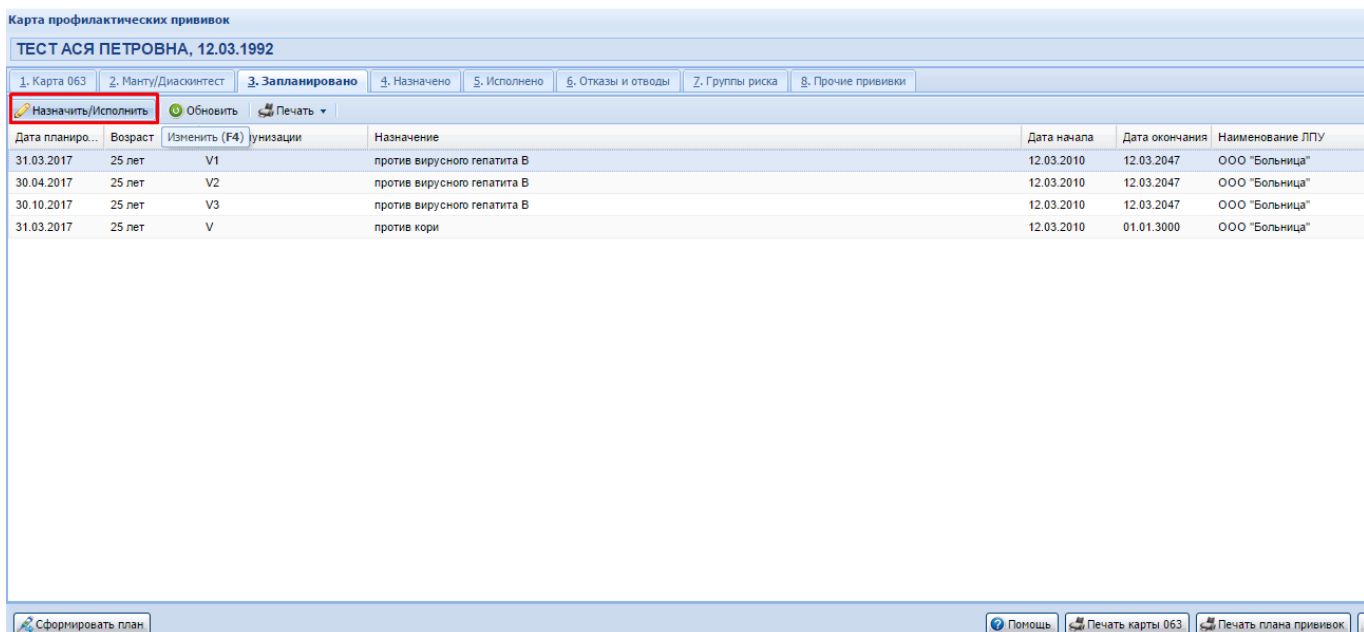 Карта профилактических прививок
ТЕСТ АСЯ ПЕТРОВНА, 12.03.1992
1. Карта 063 2. Манту/Диаскинтест 3. Запланировано 4. Назначено 5. Исполнено 6. Отказы и отводы 7. Группы риска 8. Прочие прививки
Назначить/Исполнить Обновить Печать
Дата планиро... Возраст Изменить (F4) унизации Назначение Дата начала Дата окончания Наименование ЛПУ
31.03.2017 25 лет V1 против вирусного гепатита B 12.03.2010 12.03.2047 ООО "Больница"
30.04.2017 25 лет V2 против вирусного гепатита B 12.03.2010 12.03.2047 ООО "Больница"
30.10.2017 25 лет V3 против вирусного гепатита B 12.03.2010 12.03.2047 ООО "Больница"
31.03.2017 25 лет V против кори 12.03.2010 01.01.3000 ООО "Больница"
Сформировать план Помощь Печать карты 063 Печать плана прививок